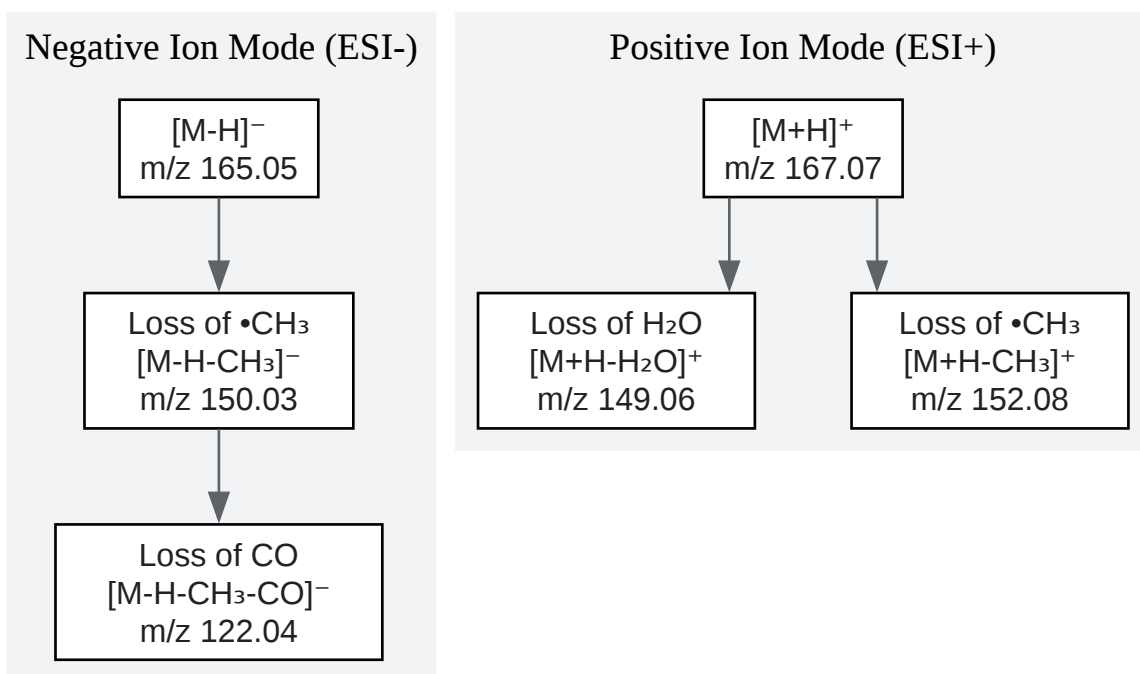 Negative Ion Mode (ESI-)
[M-H]⁻
m/z 165.05
Loss of •CH₃
[M-H-CH₃]⁻
m/z 150.03
Loss of CO
[M-H-CH₃-CO]⁻
m/z 122.04
Positive Ion Mode (ESI+)
[M+H]⁺
m/z 167.07
Loss of H₂O
[M+H-H₂O]⁺
m/z 149.06
Loss of •CH₃
[M+H-CH₃]⁺
m/z 152.08